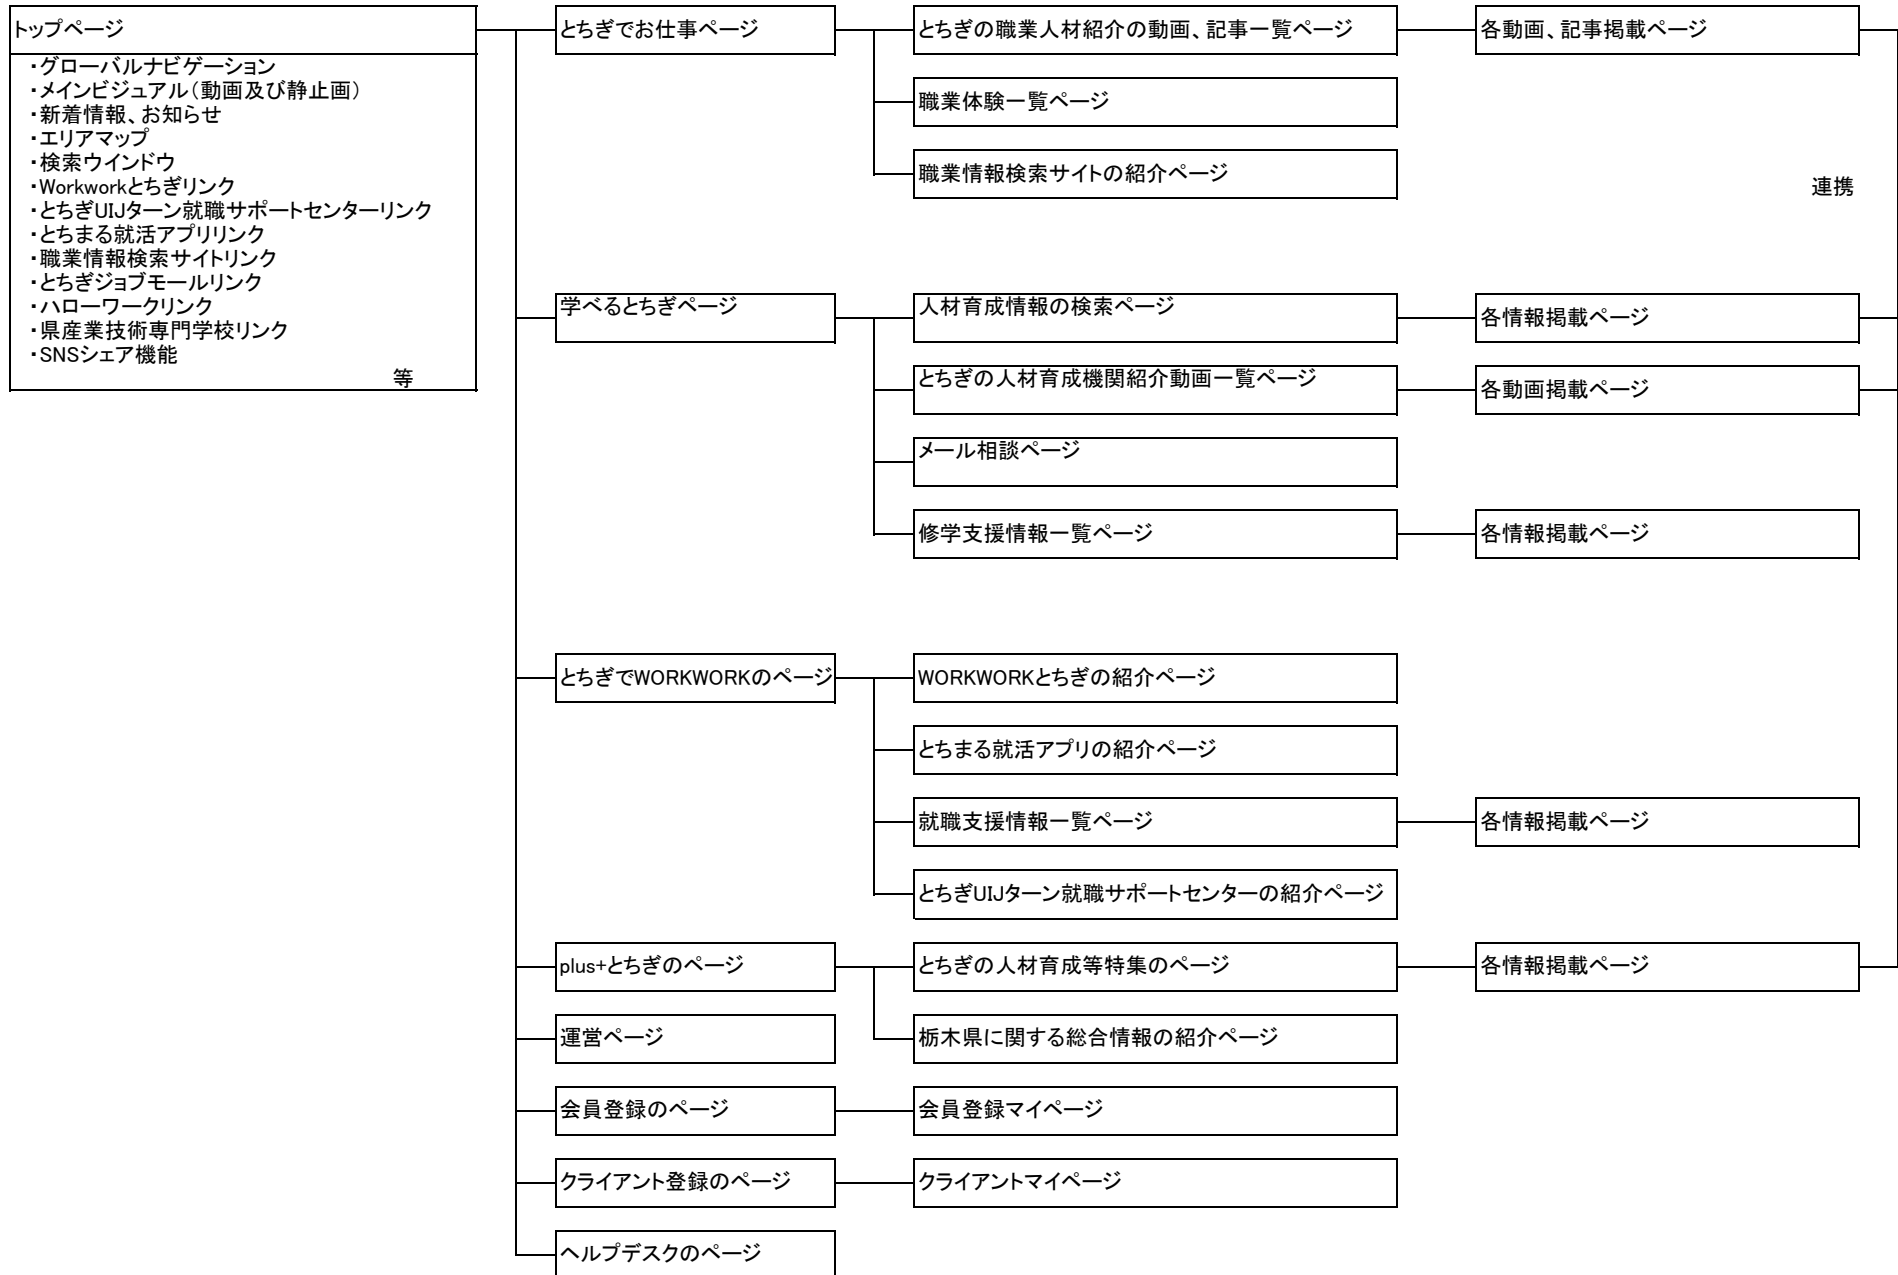 トップページ
・グローバルナビゲーション
・メインビジュアル（動画及び静止画）
・新着情報、お知らせ
・エリアマップ
・検索ウインドウ
・Workworkとちぎリンク
・とちぎUIJターン就職サポートセンターリンク
・とちまる就活アプリリンク
・職業情報検索サイトリンク
・とちぎジョブモールリンク
・ハローワークリンク
・県産業技術専門学校リンク
・SNSシェア機能
等
とちぎでお仕事ページ
とちぎの職業人材紹介の動画、記事一覧ページ
各動画、記事掲載ページ
職業体験一覧ページ
職業情報検索サイトの紹介ページ
連携
学べるとちぎページ
人材育成情報の検索ページ
各情報掲載ページ
とちぎの人材育成機関紹介動画一覧ページ
各動画掲載ページ
メール相談ページ
修学支援情報一覧ページ
各情報掲載ページ
とちぎでWORKWORKのページ
WORKWORKとちぎの紹介ページ
とちまる就活アプリの紹介ページ
就職支援情報一覧ページ
各情報掲載ページ
とちぎUIJターン就職サポートセンターの紹介ページ
plus+とちぎのページ
とちぎの人材育成等特集のページ
各情報掲載ページ
運営ページ
栃木県に関する総合情報の紹介ページ
会員登録のページ
会員登録マイページ
クライアント登録のページ
クライアントマイページ
ヘルプデスクのページ